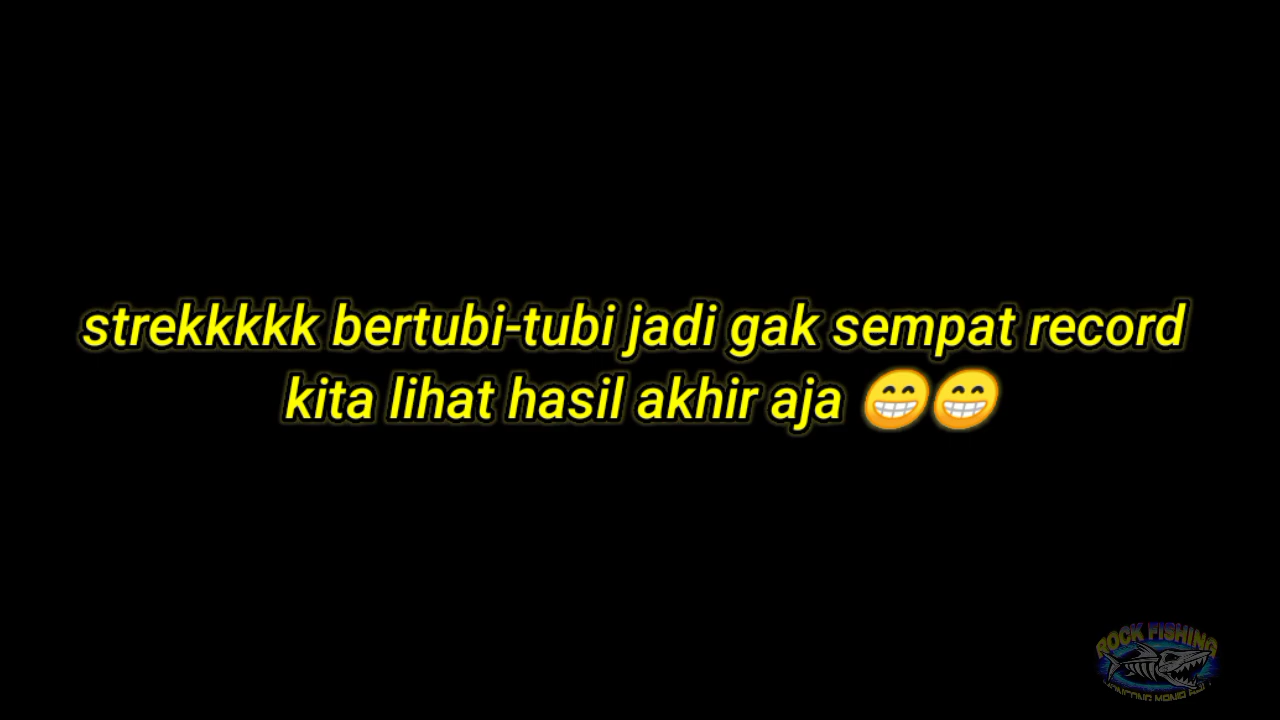 strekkkkk bertubi-tubi jadi gak sempat record
kita lihat hasil akhir aja 😁😁
ROCK FISHING